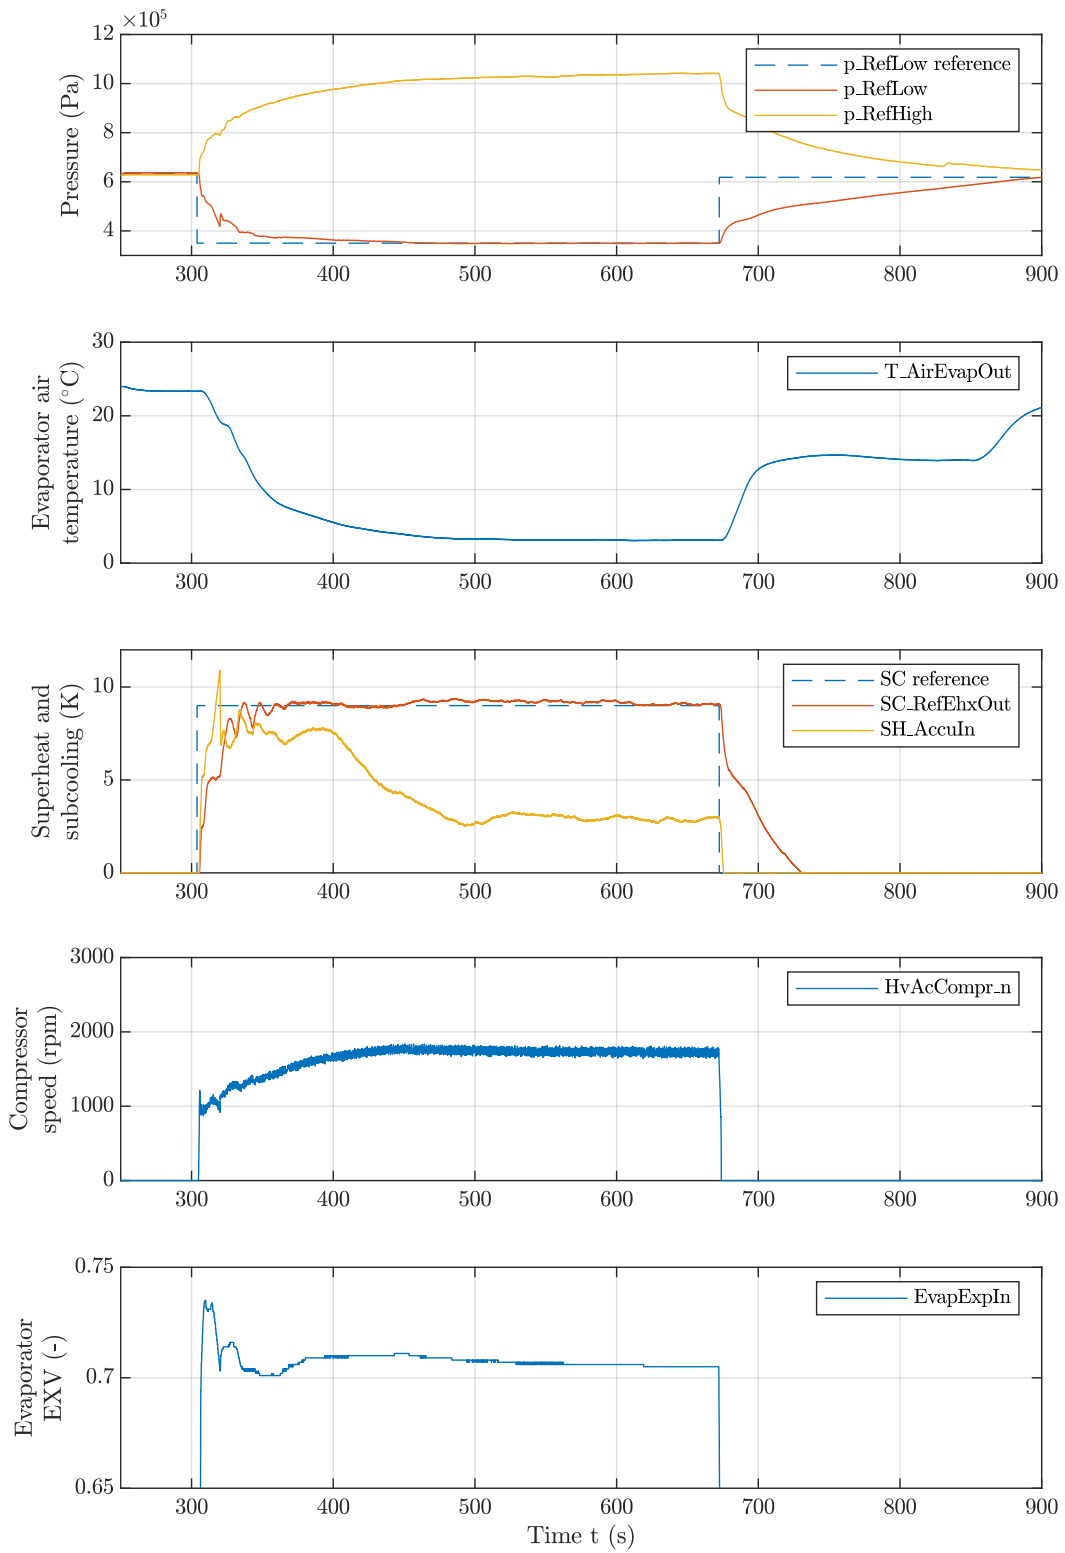 ×10⁵
12
10
8
6
4
Pressure (Pa)
p_RefLow reference
p_RefLow
p_RefHigh
300 400 500 600 700 800 900
30
20
10
0
Evaporator air
temperature (°C)
T_AirEvapOut
300 400 500 600 700 800 900
10
5
0
Superheat and
subcooling (K)
SC reference
SC_RefEhxOut
SH_AccuIn
300 400 500 600 700 800 900
3000
2000
1000
0
Compressor
speed (rpm)
HvAcCompr_n
300 400 500 600 700 800 900
0.75
0.7
0.65
Evaporator
EXV (-)
EvapExpIn
300 400 500 600 700 800 900
Time t (s)